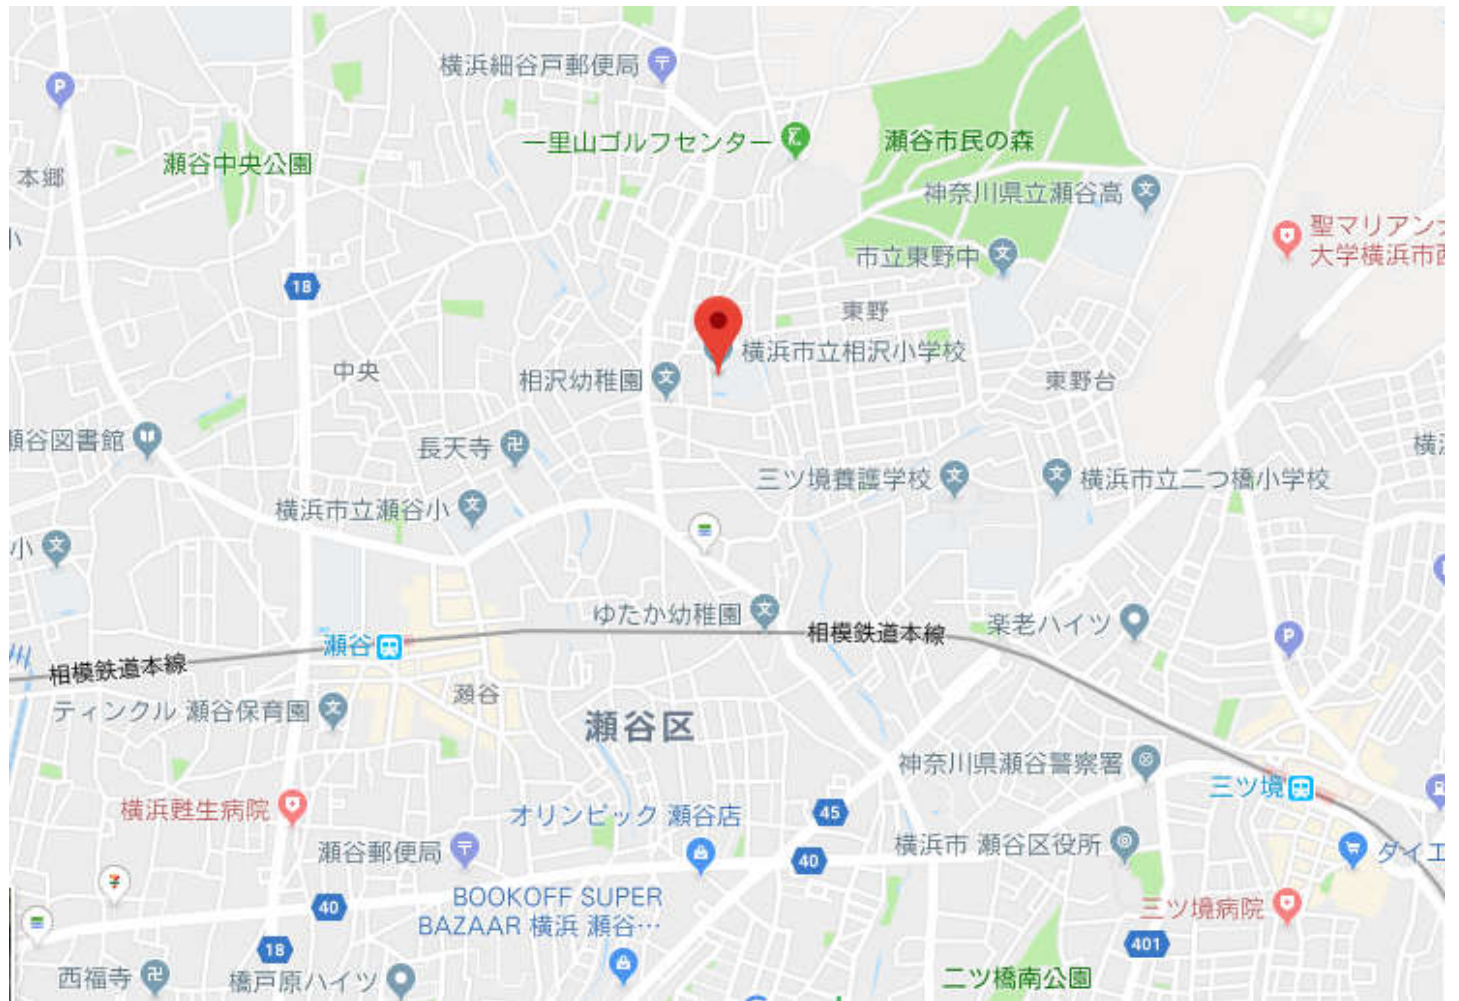 横浜細谷戸郵便局
P
一里山ゴルフセンター
瀬谷市民の森
瀬谷中央公園
本郷
神奈川県立瀬谷高
小
聖マリアン
大学横浜市西
市立東野中
18
東野
横浜市立相沢小学校
中央
相沢幼稚園
東野台
瀬谷図書館
長天寺
横浜
三ツ境養護学校
横浜市立二つ橋小学校
横浜市立瀬谷小
小
ゆたか幼稚園
相模鉄道本線
楽老ハイツ
瀬谷
P
相模鉄道本線
瀬谷
ティンクル 瀬谷保育園
瀬谷区
神奈川県瀬谷警察署
三ツ境
横浜甦生病院
オリンピック 瀬谷店
45
瀬谷郵便局
横浜市 瀬谷区役所
40
ダイエ
BOOKOFF SUPER
BAZAAR 横浜 瀬谷…
40
三ツ境病院
18
401
西福寺
橋戸原ハイツ
二ツ橋南公園